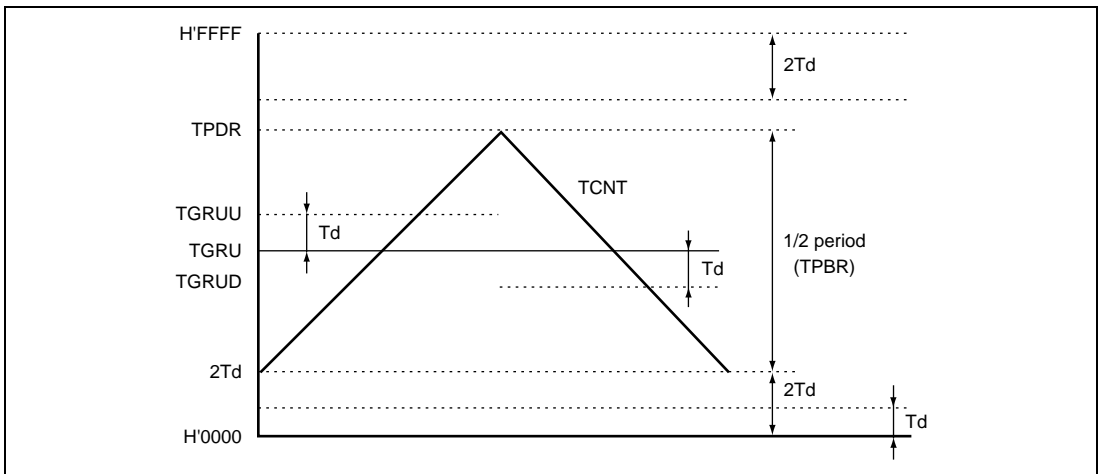 H'FFFF
2Td
TPDR
TCNT
TGRUU
Td
TGRU
1/2 period
(TPBR)
Td
TGRUD
2Td
2Td
Td
H'0000